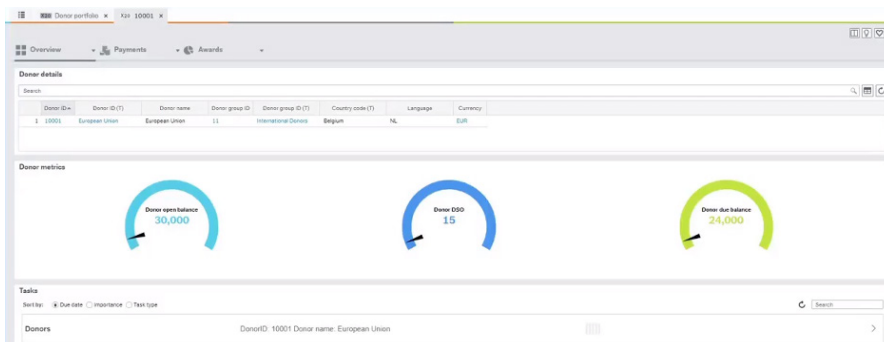 Donor portfolio × Kpo 10001 ×
Overview Payments Awards
Donor details
Search
Donor ID Donor ID (T) Donor name Donor group ID Donor group ID (T) Country code (T) Language Currency
1 10001 European Union European Union 11 International Donors Belgium NL EUR
Donor metrics
Donor open balance
30,000
Donor DSO
15
Donor due balance
24,000
Tasks
Sort by: Due date Importance Task type
Search
Donors DonorID: 10001 Donor name: European Union